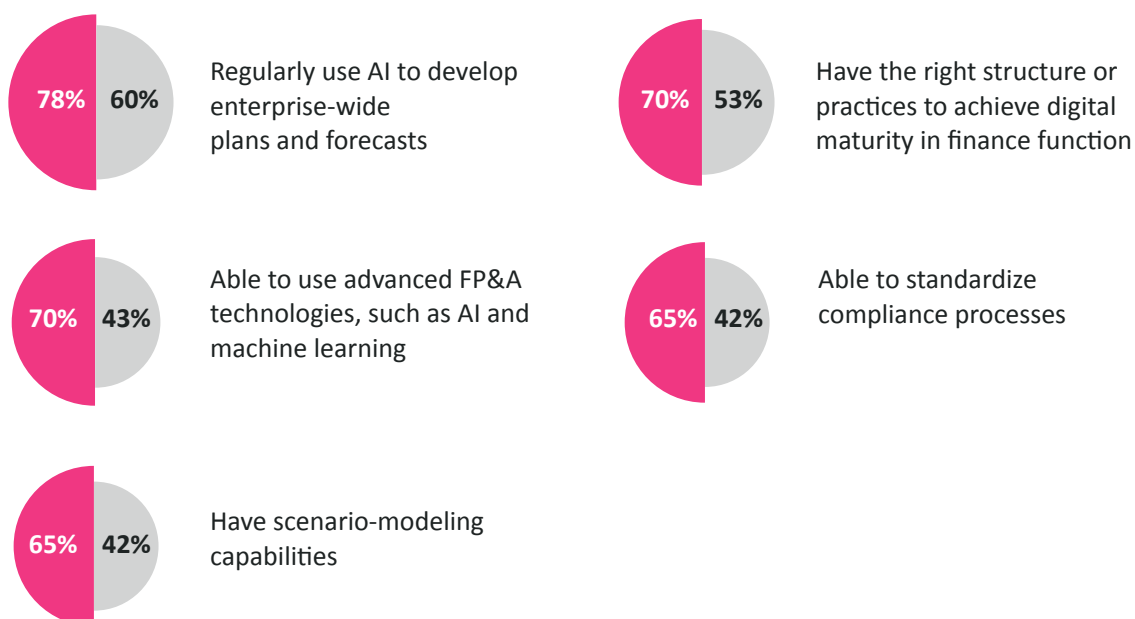 78% 60%
Regularly use AI to develop
enterprise-wide
plans and forecasts
70% 53%
Have the right structure or
practices to achieve digital
maturity in finance function
70% 43%
Able to use advanced FP&A
technologies, such as AI and
machine learning
65% 42%
Able to standardize
compliance processes
65% 42%
Have scenario-modeling
capabilities